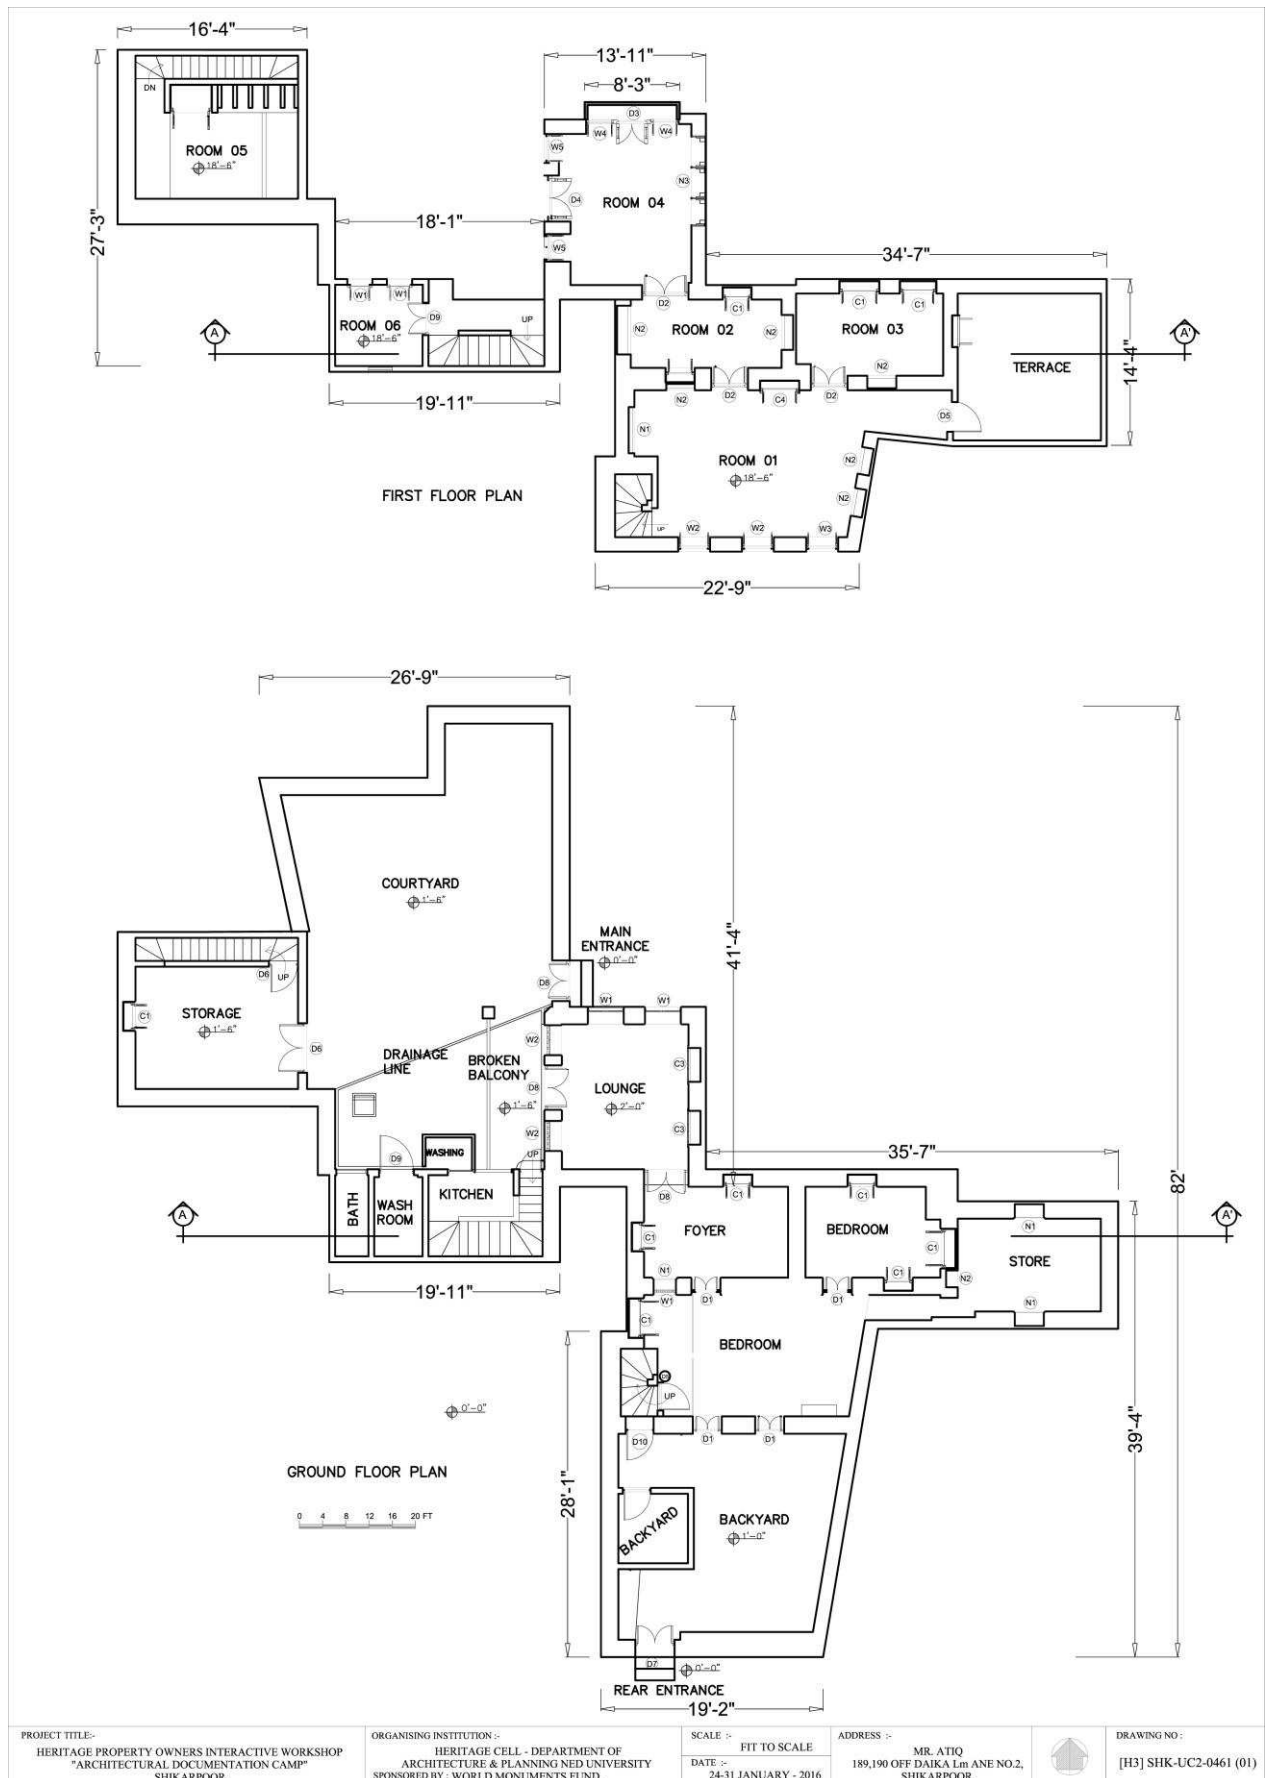 16'-4"
13'-11"
8'-3"
DN
D3
W4
W4
ROOM 05
18'-6"
W5
N3
D4
ROOM 04
27'-3"
18'-1"
W5
34'-7"
W1
W1
D2
C1
C1
C1
ROOM 06
18'-6"
D9
UP
N2
ROOM 02
N2
ROOM 03
A
A'
N2
TERRACE
14'-4"
19'-11"
N2
D2
C4
D2
D5
N1
ROOM 01
18'-6"
N2
N2
FIRST FLOOR PLAN
UP
W2
W2
W3
22'-9"
26'-9"
COURTYARD
1'-6"
41'-4"
MAIN
ENTRANCE
0'-0"
D6
UP
D8
STORAGE
1'-6"
C1
W1
W1
D6
DRAINAGE
LINE
BROKEN
BALCONY
1'-6"
W2
D8
LOUNGE
2'-0"
C3
C3
W2
UP
D9
WASHING
35'-7"
82'
BATH
WASH
ROOM
KITCHEN
D8
C1
C1
A
A'
FOYER
C1
BEDROOM
C1
N1
STORE
N1
C1
N2
19'-11"
W1
D1
D1
N1
C1
BEDROOM
UP
0'-0"
39'-4"
D10
D1
D1
GROUND FLOOR PLAN
28'-1"
0 4 8 12 16 20 FT
BACKYARD
BACKYARD
1'-0"
D7
0'-0"
REAR ENTRANCE
19'-2"
PROJECT TITLE:-
HERITAGE PROPERTY OWNERS INTERACTIVE WORKSHOP
"ARCHITECTURAL DOCUMENTATION CAMP"
SHIKARPOOR
ORGANISING INSTITUTION :-
HERITAGE CELL - DEPARTMENT OF
ARCHITECTURE & PLANNING NED UNIVERSITY
SPONSORED BY : WORLD MONUMENTS FUND
SCALE :-
FIT TO SCALE
DATE :-
24-31 JANUARY - 2016
ADDRESS :-
MR. ATIQ
189,190 OFF DAIKA Lm ANE NO.2,
SHIKARPOOR
DRAWING NO :
[H3] SHK-UC2-0461 (01)